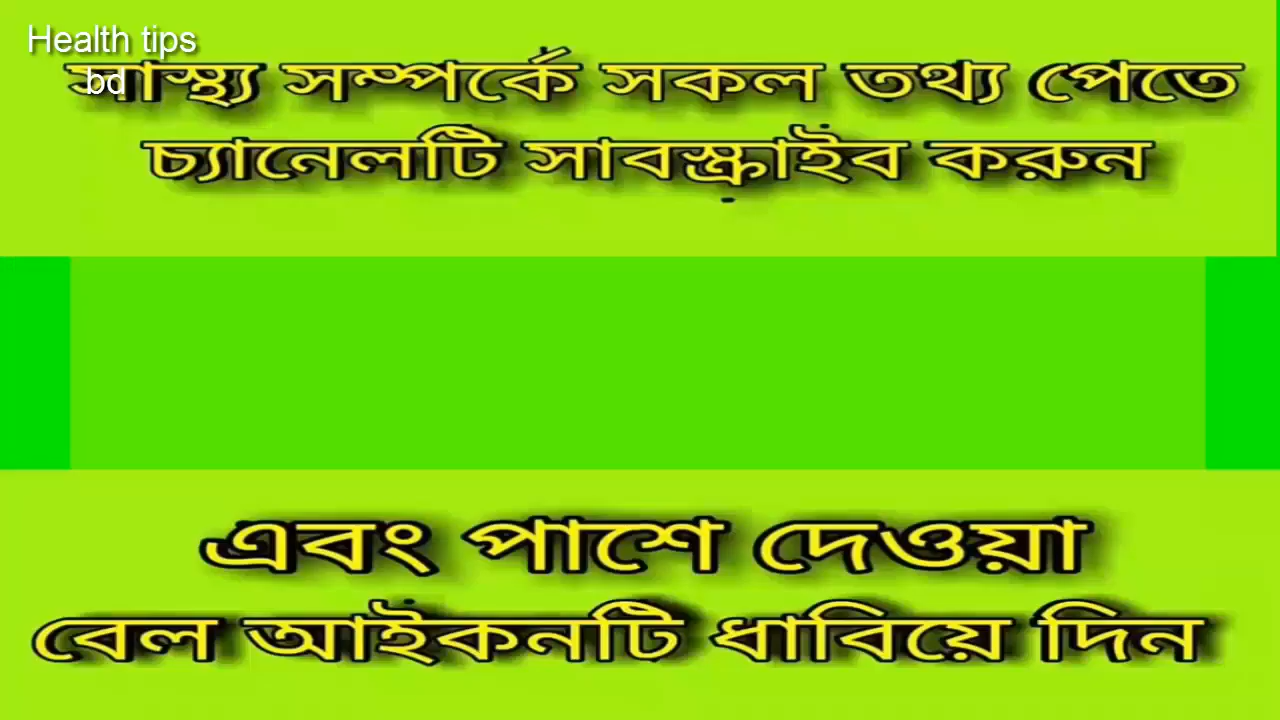 Health tips
bd
সাস্থ্য সম্পর্কে সকল তথ্য পেতে
চ্যানেলটি সাবস্ক্রাইব করুন
এবং পাশে দেওয়া
বেল আইকনটি ধাবিয়ে দিন